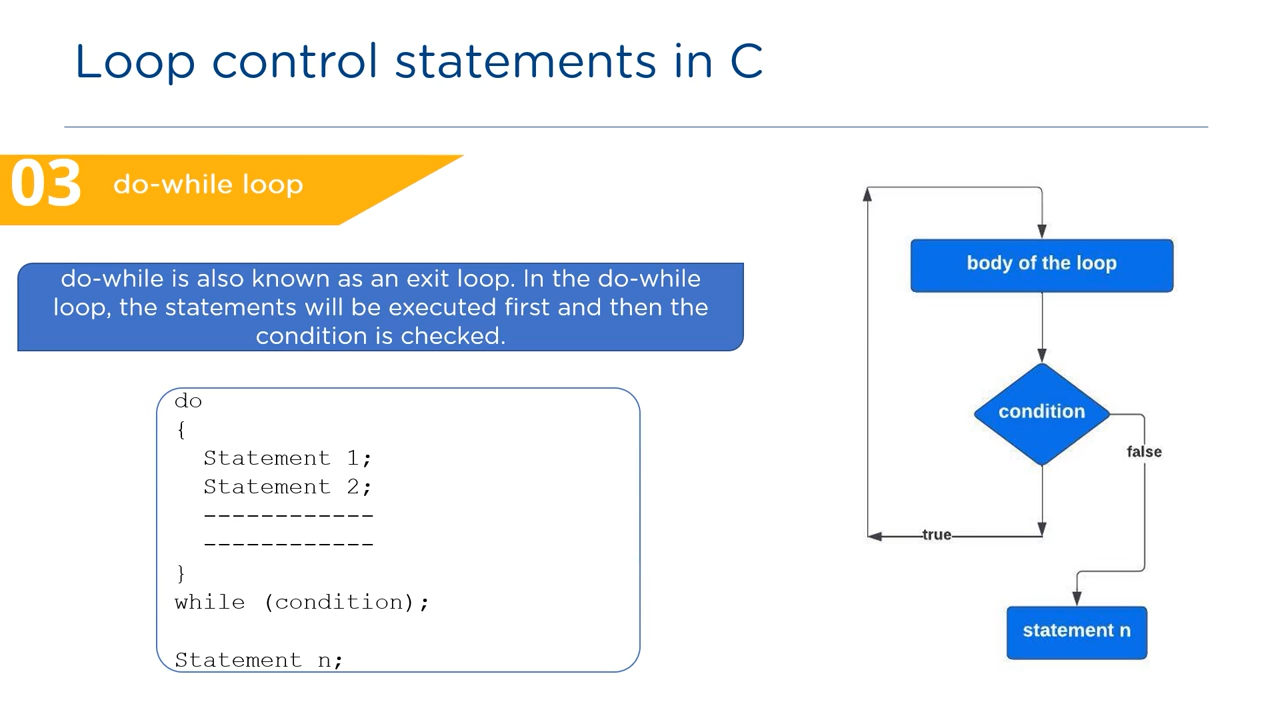 Loop control statements in C
03 do-while loop
do-while is also known as an exit loop. In the do-while
loop, the statements will be executed first and then the
condition is checked.
do
{
  Statement 1;
  Statement 2;
  ------------
  ------------
}
while (condition);
Statement n;
body of the loop
condition
false
true
statement n